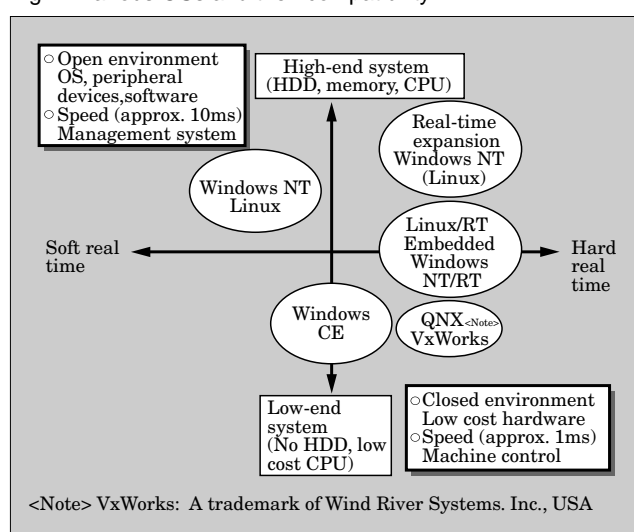 ○Open environment
OS, peripheral
devices,software
○Speed (approx. 10ms)
Management system
High-end system
(HDD, memory, CPU)
Real-time
expansion
Windows NT
(Linux)
Windows NT
Linux
Soft real
time
Linux/RT
Embedded
Windows
NT/RT
Hard
real
time
Windows
CE
QNX<Note>
VxWorks
Low-end
system
(No HDD, low
cost CPU)
○Closed environment
Low cost hardware
○Speed (approx. 1ms)
Machine control
<Note> VxWorks: A trademark of Wind River Systems. Inc., USA